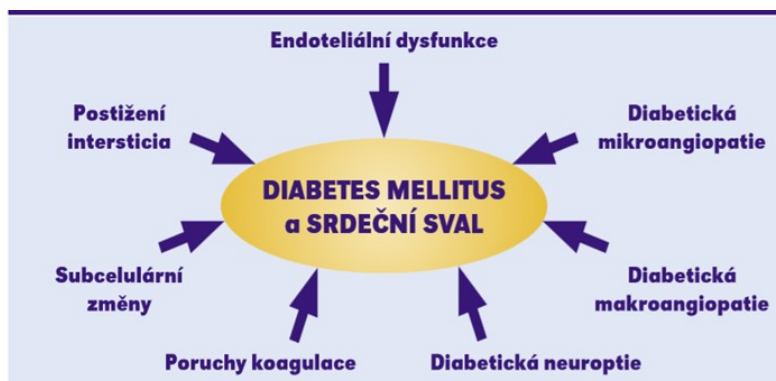 Endoteliální dysfunkce
Postižení
intersticia
Diabetická
mikroangiopatie
DIABETES MELLITUS
a SRDEČNÍ SVAL
Subcelulární
změny
Diabetická
makroangiopatie
Poruchy koagulace
Diabetická neuroptie